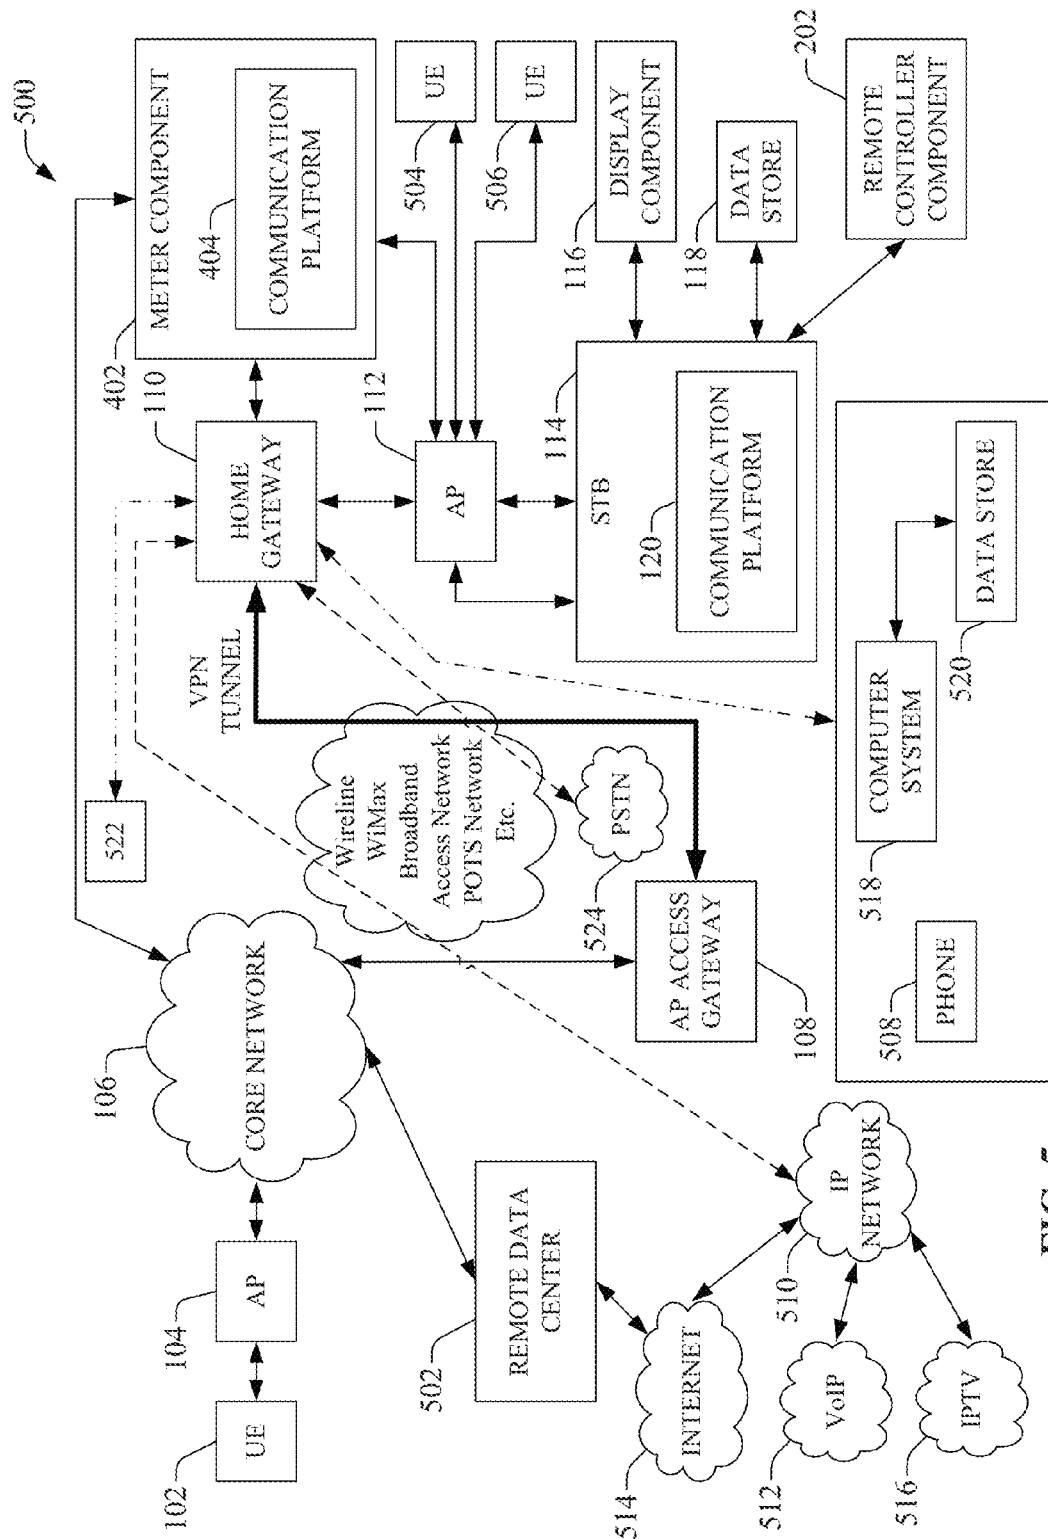 500
402
METER COMPONENT
404
COMMUNICATION
PLATFORM
504
UE
506
UE
116
DISPLAY
COMPONENT
118
DATA
STORE
202
REMOTE
CONTROLLER
COMPONENT
110
HOME
GATEWAY
112
AP
114
STB
120
COMMUNICATION
PLATFORM
522
VPN
TUNNEL
Wireline
WiMax
Broadband
Access Network
POTS Network
Etc.
524
PSTN
518
COMPUTER
SYSTEM
520
DATA STORE
508
PHONE
106
CORE NETWORK
AP ACCESS
GATEWAY
108
102
UE
104
AP
502
REMOTE DATA
CENTER
514
INTERNET
510
IP
NETWORK
512
VoIP
516
IPTV